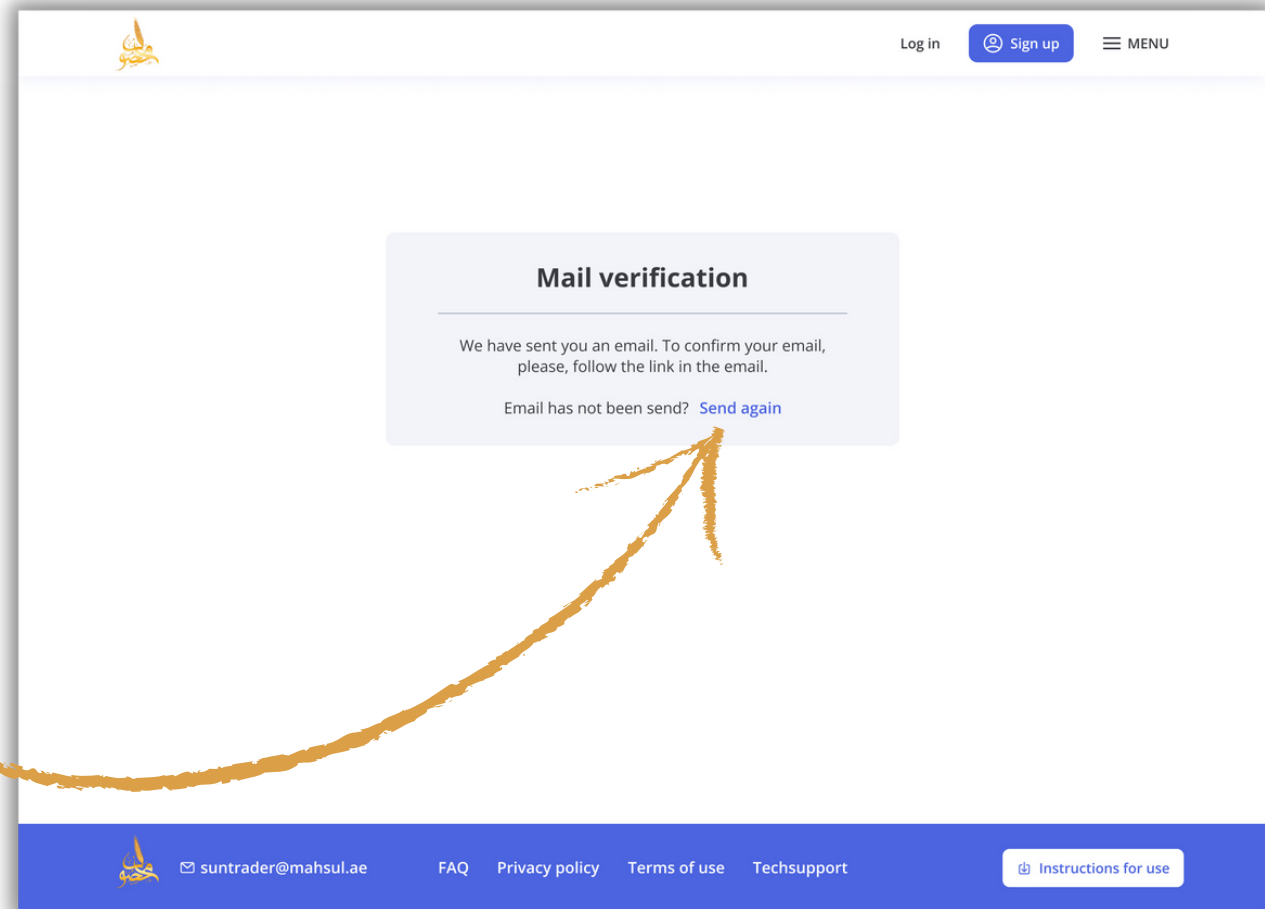 Log in
Sign up
MENU
Mail verification
We have sent you an email. To confirm your email,
please, follow the link in the email.
Email has not been send? Send again
suntrader@mahsul.ae
FAQ
Privacy policy
Terms of use
Techsupport
Instructions for use